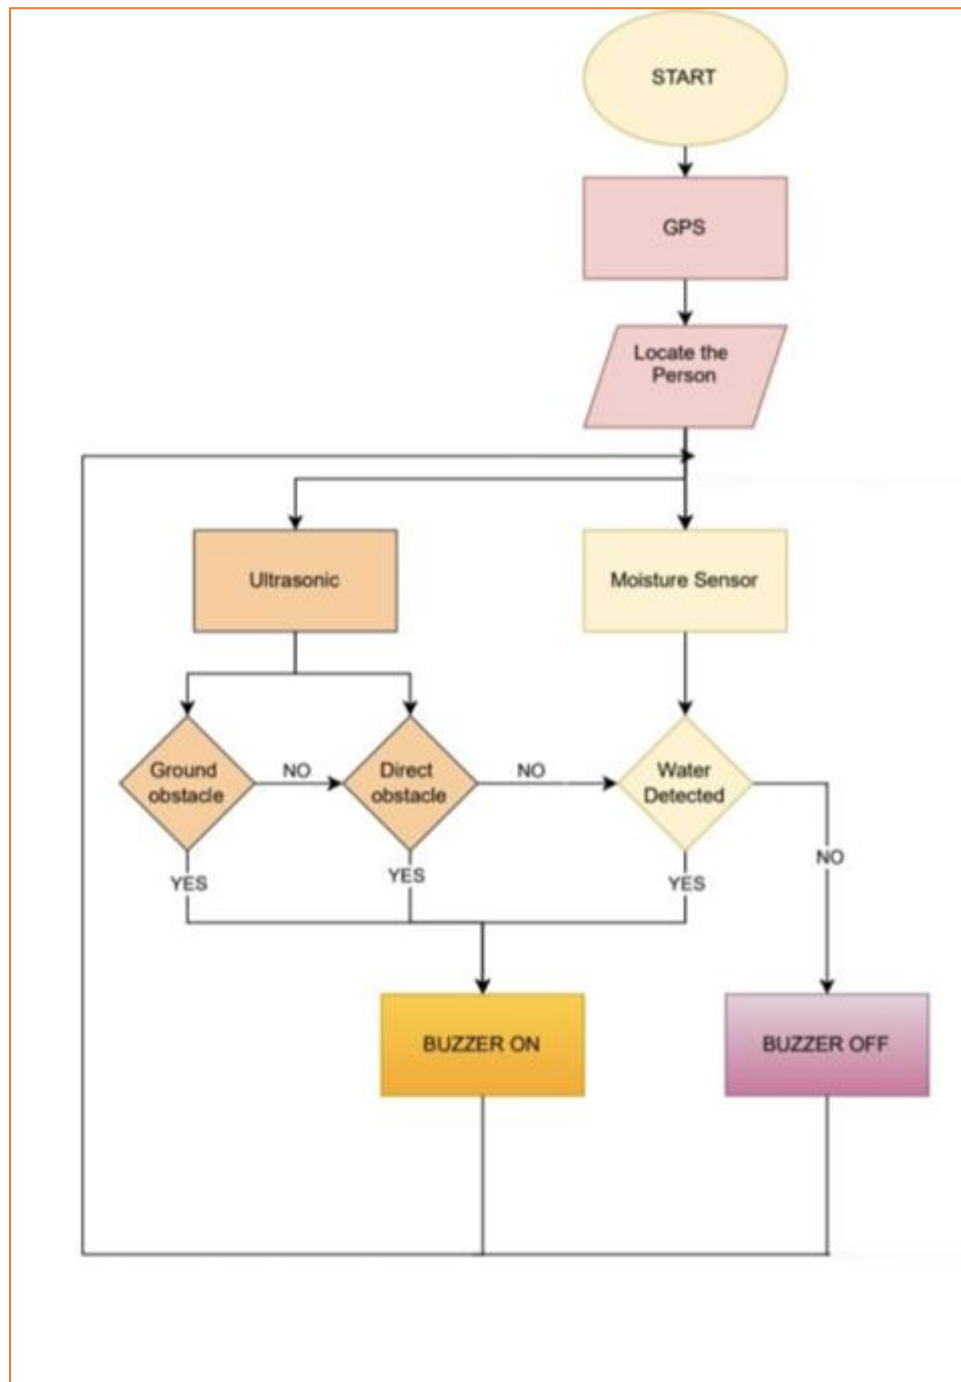 START
GPS
Locate the
Person
Ultrasonic
Moisture Sensor
Ground
obstacle
NO
Direct
obstacle
NO
Water
Detected
NO
YES
YES
YES
BUZZER ON
BUZZER OFF